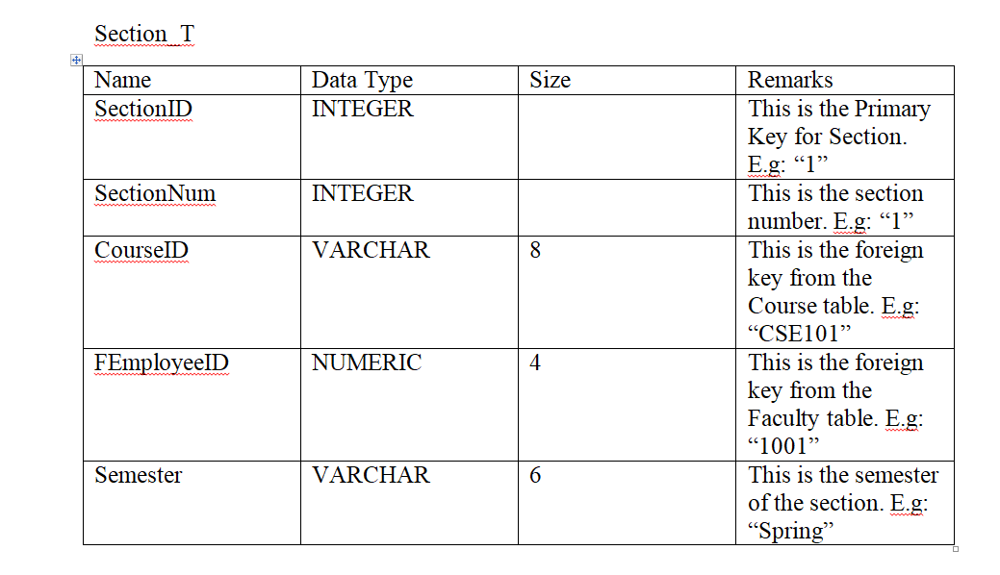 Section_T
Name Data Type Size Remarks
SectionID INTEGER This is the Primary
Key for Section.
E.g: “1”
SectionNum INTEGER This is the section
number. E.g: “1”
CourseID VARCHAR 8 This is the foreign
key from the
Course table. E.g:
“CSE101”
FEmployeeID NUMERIC 4 This is the foreign
key from the
Faculty table. E.g:
“1001”
Semester VARCHAR 6 This is the semester
of the section. E.g:
“Spring”